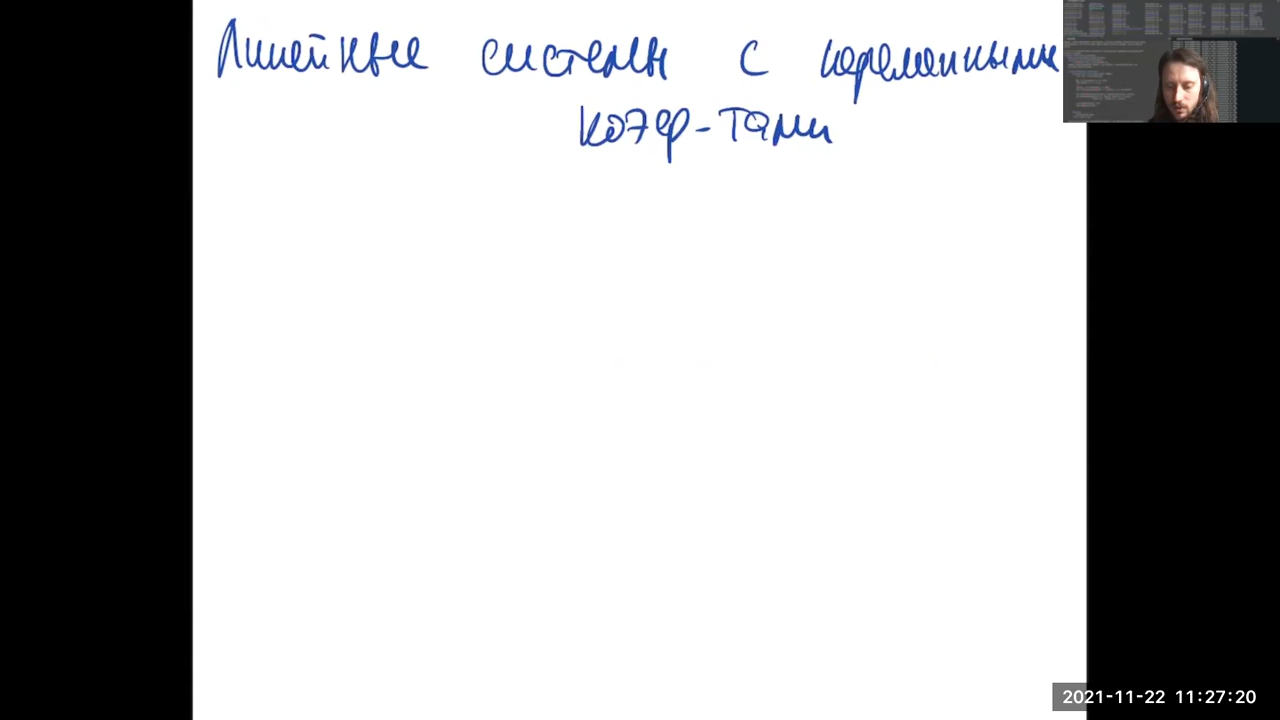 Линейные системы с переменными
коэф-тами
2021-11-22 11:27:20